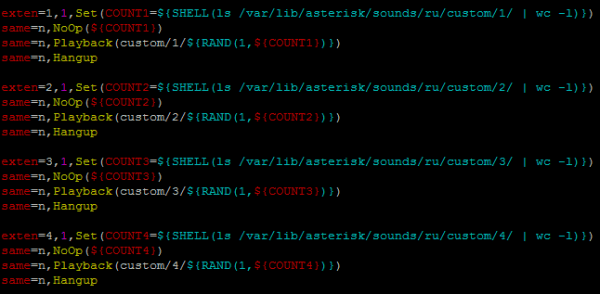 exten=1,1,Set(COUNT1=${SHELL(ls /var/lib/asterisk/sounds/ru/custom/1/ | wc -l)})
same=n,NoOp(${COUNT1})
same=n,Playback(custom/1/${RAND(1,${COUNT1})})
same=n,Hangup
exten=2,1,Set(COUNT2=${SHELL(ls /var/lib/asterisk/sounds/ru/custom/2/ | wc -l)})
same=n,NoOp(${COUNT2})
same=n,Playback(custom/2/${RAND(1,${COUNT2})})
same=n,Hangup
exten=3,1,Set(COUNT3=${SHELL(ls /var/lib/asterisk/sounds/ru/custom/3/ | wc -l)})
same=n,NoOp(${COUNT3})
same=n,Playback(custom/3/${RAND(1,${COUNT3})})
same=n,Hangup
exten=4,1,Set(COUNT4=${SHELL(ls /var/lib/asterisk/sounds/ru/custom/4/ | wc -l)})
same=n,NoOp(${COUNT4})
same=n,Playback(custom/4/${RAND(1,${COUNT4})})
same=n,Hangup